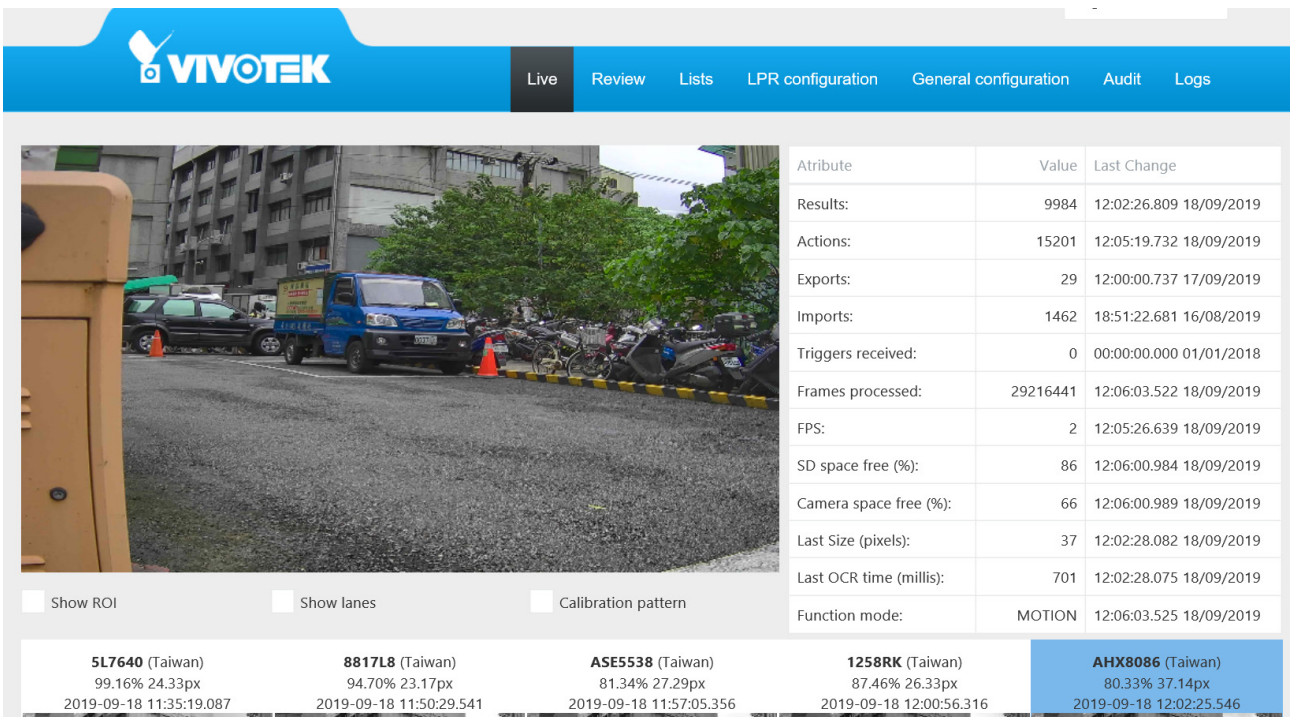 VIVOTEK
Live Review Lists LPR configuration General configuration Audit Logs
Atribute Value Last Change
Results: 9984 12:02:26.809 18/09/2019
Actions: 15201 12:05:19.732 18/09/2019
Exports: 29 12:00:00.737 17/09/2019
Imports: 1462 18:51:22.681 16/08/2019
Triggers received: 0 00:00:00.000 01/01/2018
Frames processed: 29216441 12:06:03.522 18/09/2019
FPS: 2 12:05:26.639 18/09/2019
SD space free (%): 86 12:06:00.984 18/09/2019
Camera space free (%): 66 12:06:00.989 18/09/2019
Last Size (pixels): 37 12:02:28.082 18/09/2019
Last OCR time (millis): 701 12:02:28.075 18/09/2019
Function mode: MOTION 12:06:03.525 18/09/2019
Show ROI Show lanes Calibration pattern
5L7640 (Taiwan) 8817L8 (Taiwan) ASE5538 (Taiwan) 1258RK (Taiwan) AHX8086 (Taiwan)
99.16% 24.33px 94.70% 23.17px 81.34% 27.29px 87.46% 26.33px 80.33% 37.14px
2019-09-18 11:35:19.087 2019-09-18 11:50:29.541 2019-09-18 11:57:05.356 2019-09-18 12:00:56.316 2019-09-18 12:02:25.546